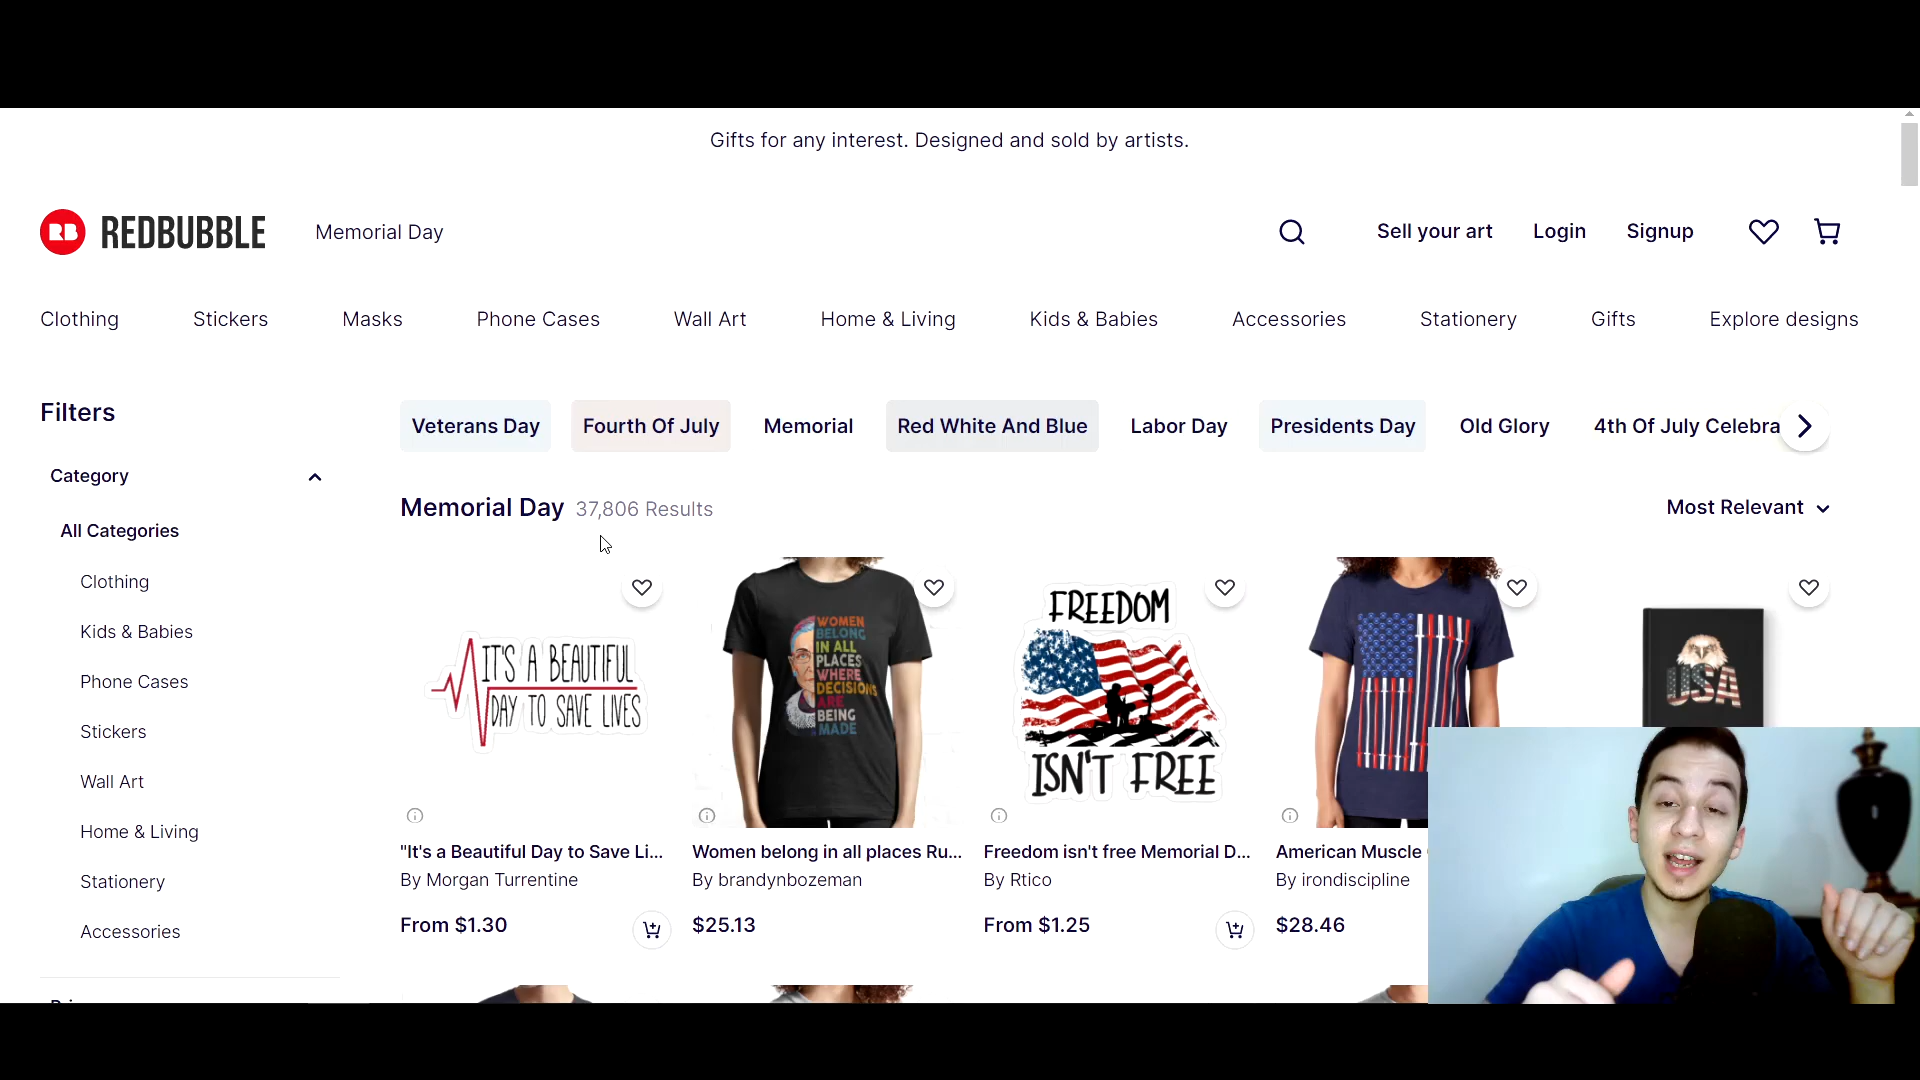 Gifts for any interest. Designed and sold by artists.
RB REDBUBBLE
Memorial Day
Sell your art
Login
Signup
Clothing
Stickers
Masks
Phone Cases
Wall Art
Home & Living
Kids & Babies
Accessories
Stationery
Gifts
Explore designs
Filters
Category
All Categories
Clothing
Kids & Babies
Phone Cases
Stickers
Wall Art
Home & Living
Stationery
Accessories
Veterans Day
Fourth Of July
Memorial
Red White And Blue
Labor Day
Presidents Day
Old Glory
4th Of July Celebra
Memorial Day 37,806 Results
Most Relevant
IT'S A BEAUTIFUL
DAY TO SAVE LIVES
"It's a Beautiful Day to Save Li...
By Morgan Turrentine
From $1.30
WOMEN
BELONG
IN ALL
PLACES
WHERE
DECISIONS
ARE
BEING
MADE
Women belong in all places Ru...
By brandynbozeman
$25.13
FREEDOM
ISN'T FREE
Freedom isn't free Memorial D...
By Rtico
From $1.25
American Muscle
By irondiscipline
$28.46
USA